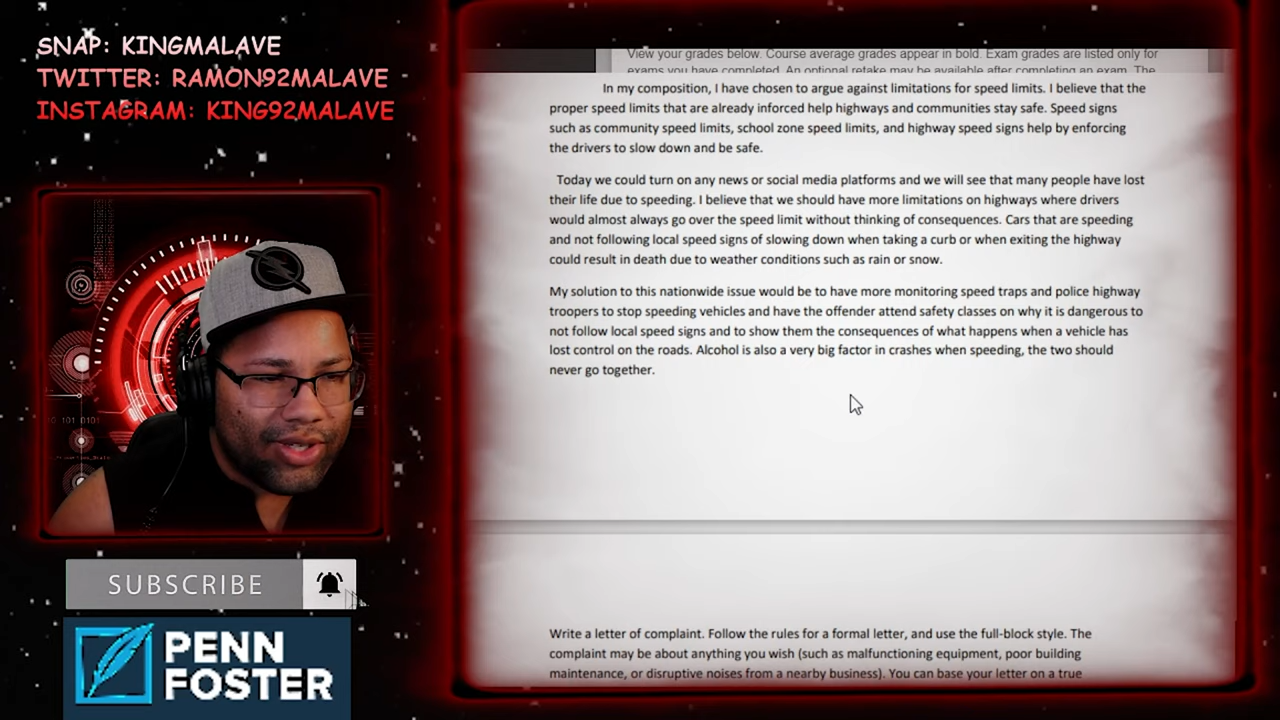 SNAP: KINGMALAVE
TWITTER: RAMON92MALAVE
INSTAGRAM: KING92MALAVE
View your grades below. Course average grades appear in bold. Exam grades are listed only for
exams you have completed. An optional retake may be available after completing an exam. The
In my composition, I have chosen to argue against limitations for speed limits. I believe that the
proper speed limits that are already inforced help highways and communities stay safe. Speed signs
such as community speed limits, school zone speed limits, and highway speed signs help by enforcing
the drivers to slow down and be safe.
Today we could turn on any news or social media platforms and we will see that many people have lost
their life due to speeding. I believe that we should have more limitations on highways where drivers
would almost always go over the speed limit without thinking of consequences. Cars that are speeding
and not following local speed signs of slowing down when taking a curb or when exiting the highway
could result in death due to weather conditions such as rain or snow.
My solution to this nationwide issue would be to have more monitoring speed traps and police highway
troopers to stop speeding vehicles and have the offender attend safety classes on why it is dangerous to
not follow local speed signs and to show them the consequences of what happens when a vehicle has
lost control on the roads. Alcohol is also a very big factor in crashes when speeding, the two should
never go together.
Write a letter of complaint. Follow the rules for a formal letter, and use the full-block style. The
complaint may be about anything you wish (such as malfunctioning equipment, poor building
maintenance, or disruptive noises from a nearby business). You can base your letter on a true
SUBSCRIBE
PENN
FOSTER